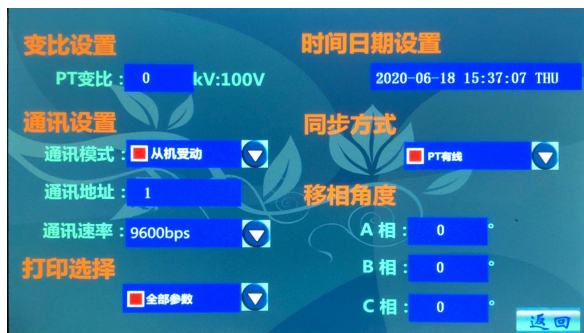 变比设置
PT变比：0 kV:100V
时间日期设置
2020-06-18 15:37:07 THU
通讯设置
通讯模式：从机受动
通讯地址：1
通讯速率：9600bps
同步方式
PT有线
移相角度
A 相：0 °
B 相：0 °
C 相：0 °
打印选择
全部参数
返回